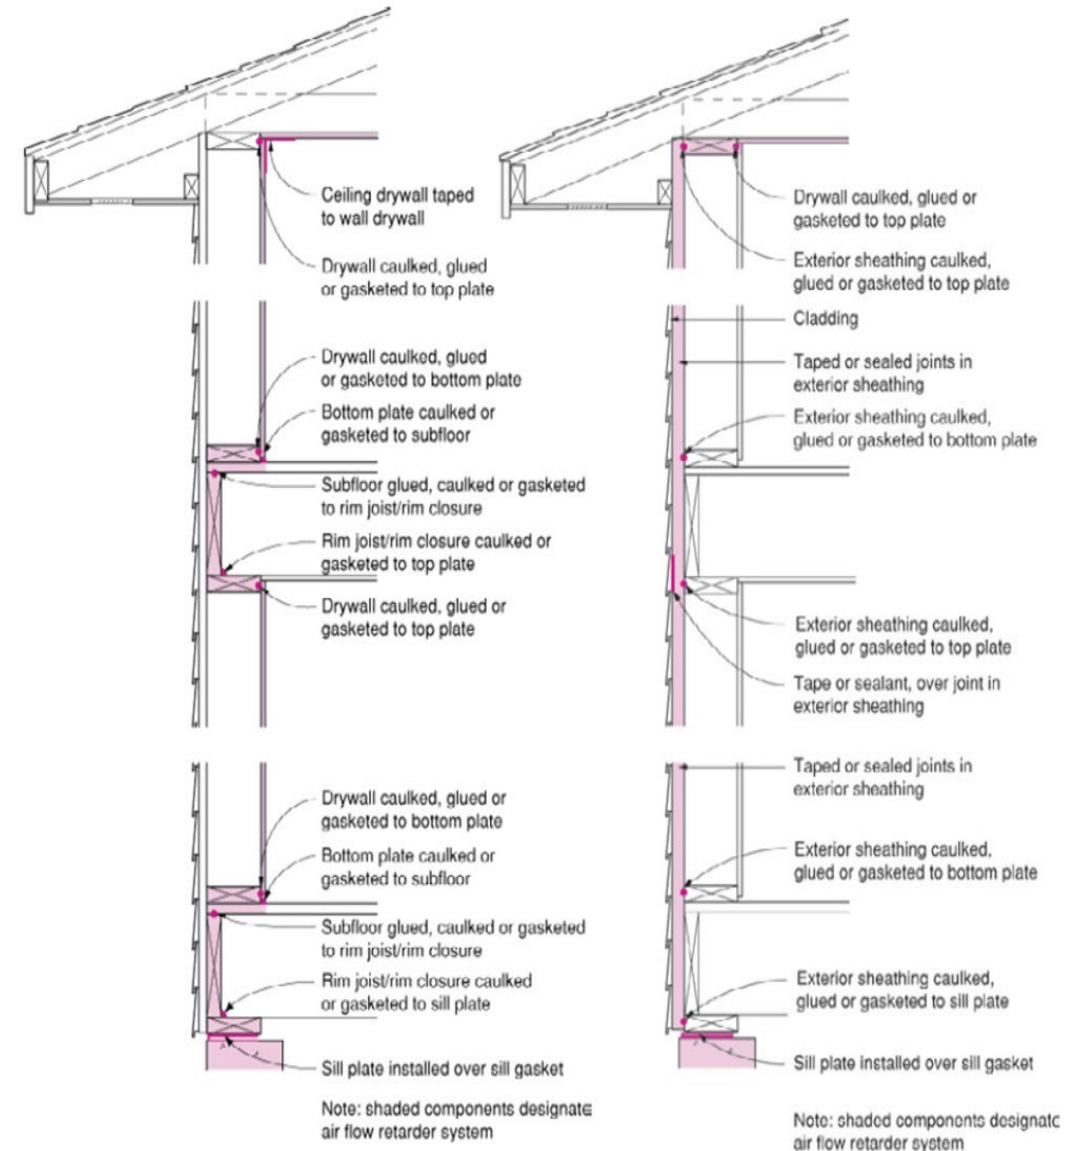 Ceiling drywall taped
to wall drywall
Drywall caulked, glued
or gasketed to top plate
Drywall caulked, glued
or gasketed to bottom plate
Bottom plate caulked or
gasketed to subfloor
Subfloor glued, caulked or gasketed
to rim joist/rim closure
Rim joist/rim closure caulked or
gasketed to top plate
Drywall caulked, glued or
gasketed to top plate
Drywall caulked, glued or
gasketed to bottom plate
Bottom plate caulked or
gasketed to subfloor
Subfloor glued, caulked or gasketed
to rim joist/rim closure
Rim joist/rim closure caulked
or gasketed to sill plate
Sill plate installed over sill gasket
Note: shaded components designate
air flow retarder system
Drywall caulked, glued or
gasketed to top plate
Exterior sheathing caulked,
glued or gasketed to top plate
Cladding
Taped or sealed joints in
exterior sheathing
Exterior sheathing caulked,
glued or gasketed to bottom plate
Exterior sheathing caulked,
glued or gasketed to top plate
Tape or sealant, over joint in
exterior sheathing
Taped or sealed joints in
exterior sheathing
Exterior sheathing caulked,
glued or gasketed to bottom plate
Exterior sheathing caulked,
glued or gasketed to sill plate
Sill plate installed over sill gasket
Note: shaded components designate
air flow retarder system